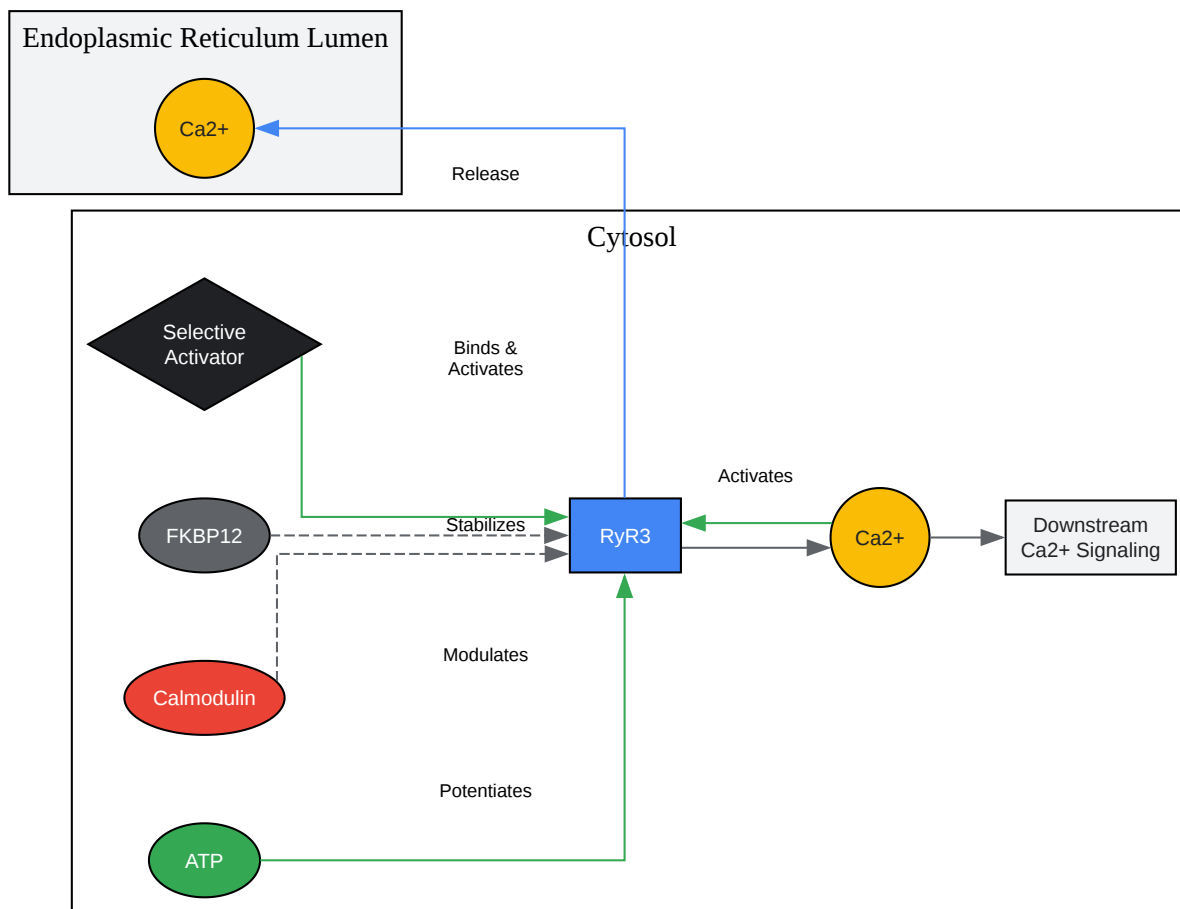 Endoplasmic Reticulum Lumen
Ca2+
Release
Cytosol
Selective
Activator
Binds &
Activates
Activates
FKBP12
Stabilizes
RyR3
Ca2+
Downstream
Ca2+ Signaling
Modulates
Calmodulin
Potentiates
ATP